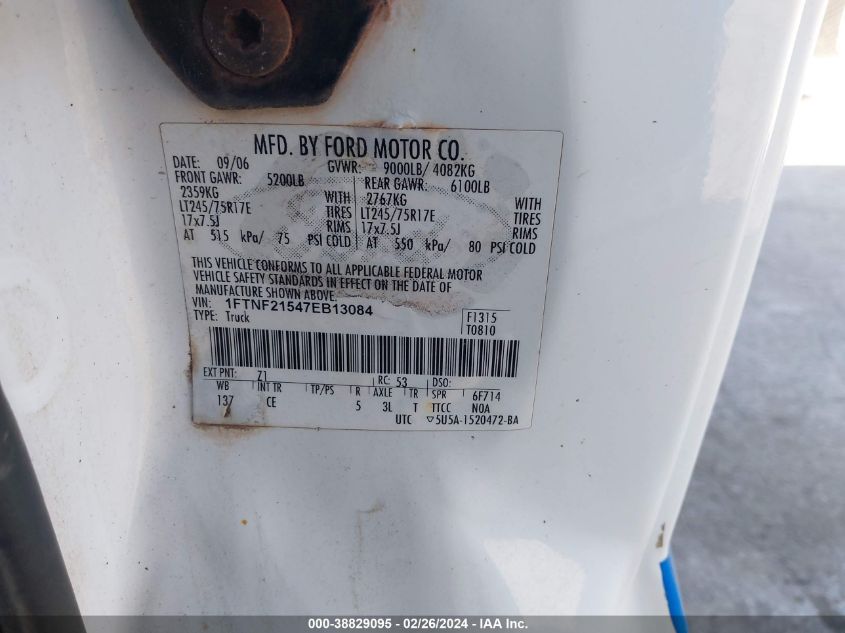 MFD. BY FORD MOTOR CO.
DATE: 09/06 GVWR: 9000LB/ 4082KG
FRONT GAWR: 5200LB REAR GAWR: 6100LB
2359KG WITH 2767KG WITH
LT245/75R17E TIRES LT245/75R17E TIRES
17x7.5J RIMS 17x7.5J RIMS
AT 515 kPa/ 75 PSI COLD AT 550 kPa/ 80 PSI COLD
THIS VEHICLE CONFORMS TO ALL APPLICABLE FEDERAL MOTOR
VEHICLE SAFETY STANDARDS IN EFFECT ON THE DATE OF
MANUFACTURE SHOWN ABOVE.
VIN: 1FTNF21547EB13084 F1315
TYPE: Truck T0810
EXT PNT: Z1 RC: 53 DSO:
WB INT TR TP/PS R AXLE TR SPR 6F714
137 CE 5 3L T TTCC NOA
UTC ▽5U5A-1520472-BA
000-38829095 - 02/26/2024 - IAA Inc.